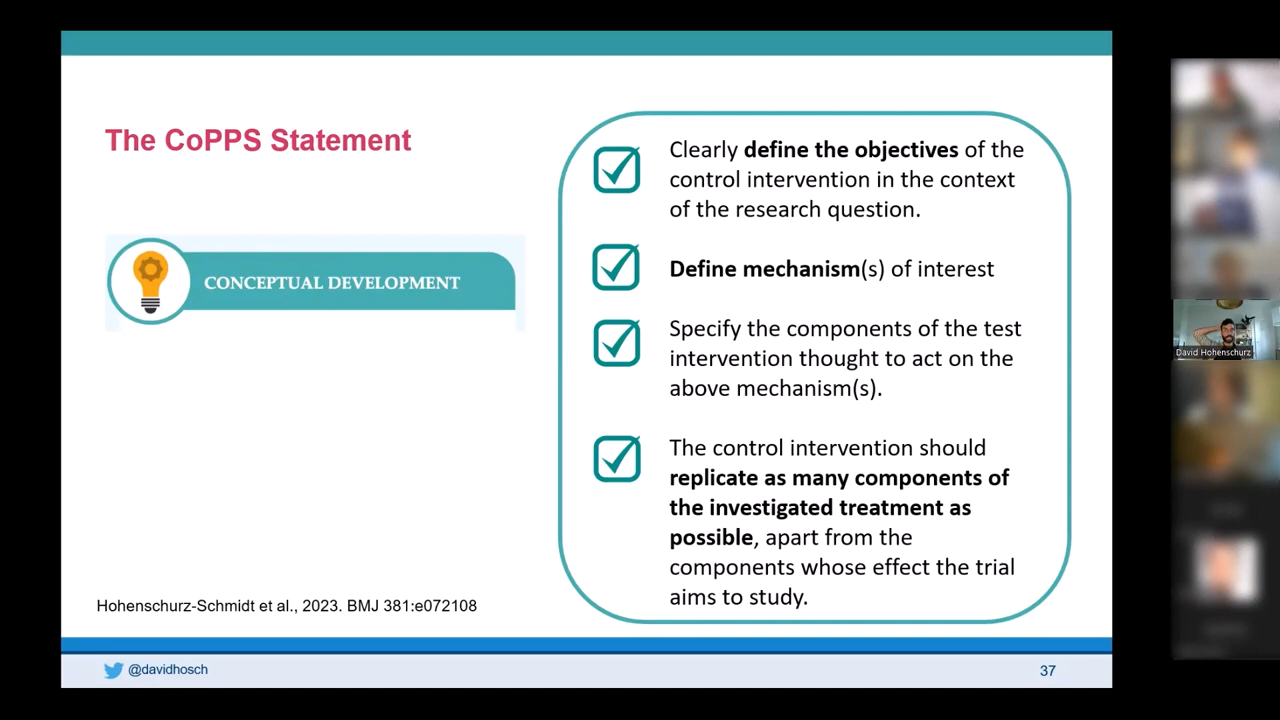 The CoPPS Statement
CONCEPTUAL DEVELOPMENT
Clearly define the objectives of the
control intervention in the context
of the research question.
Define mechanism(s) of interest
Specify the components of the test
intervention thought to act on the
above mechanism(s).
The control intervention should
replicate as many components of
the investigated treatment as
possible, apart from the
components whose effect the trial
aims to study.
Hohenschurz-Schmidt et al., 2023. BMJ 381:e072108
@davidhosch
37
David Hohenschurz